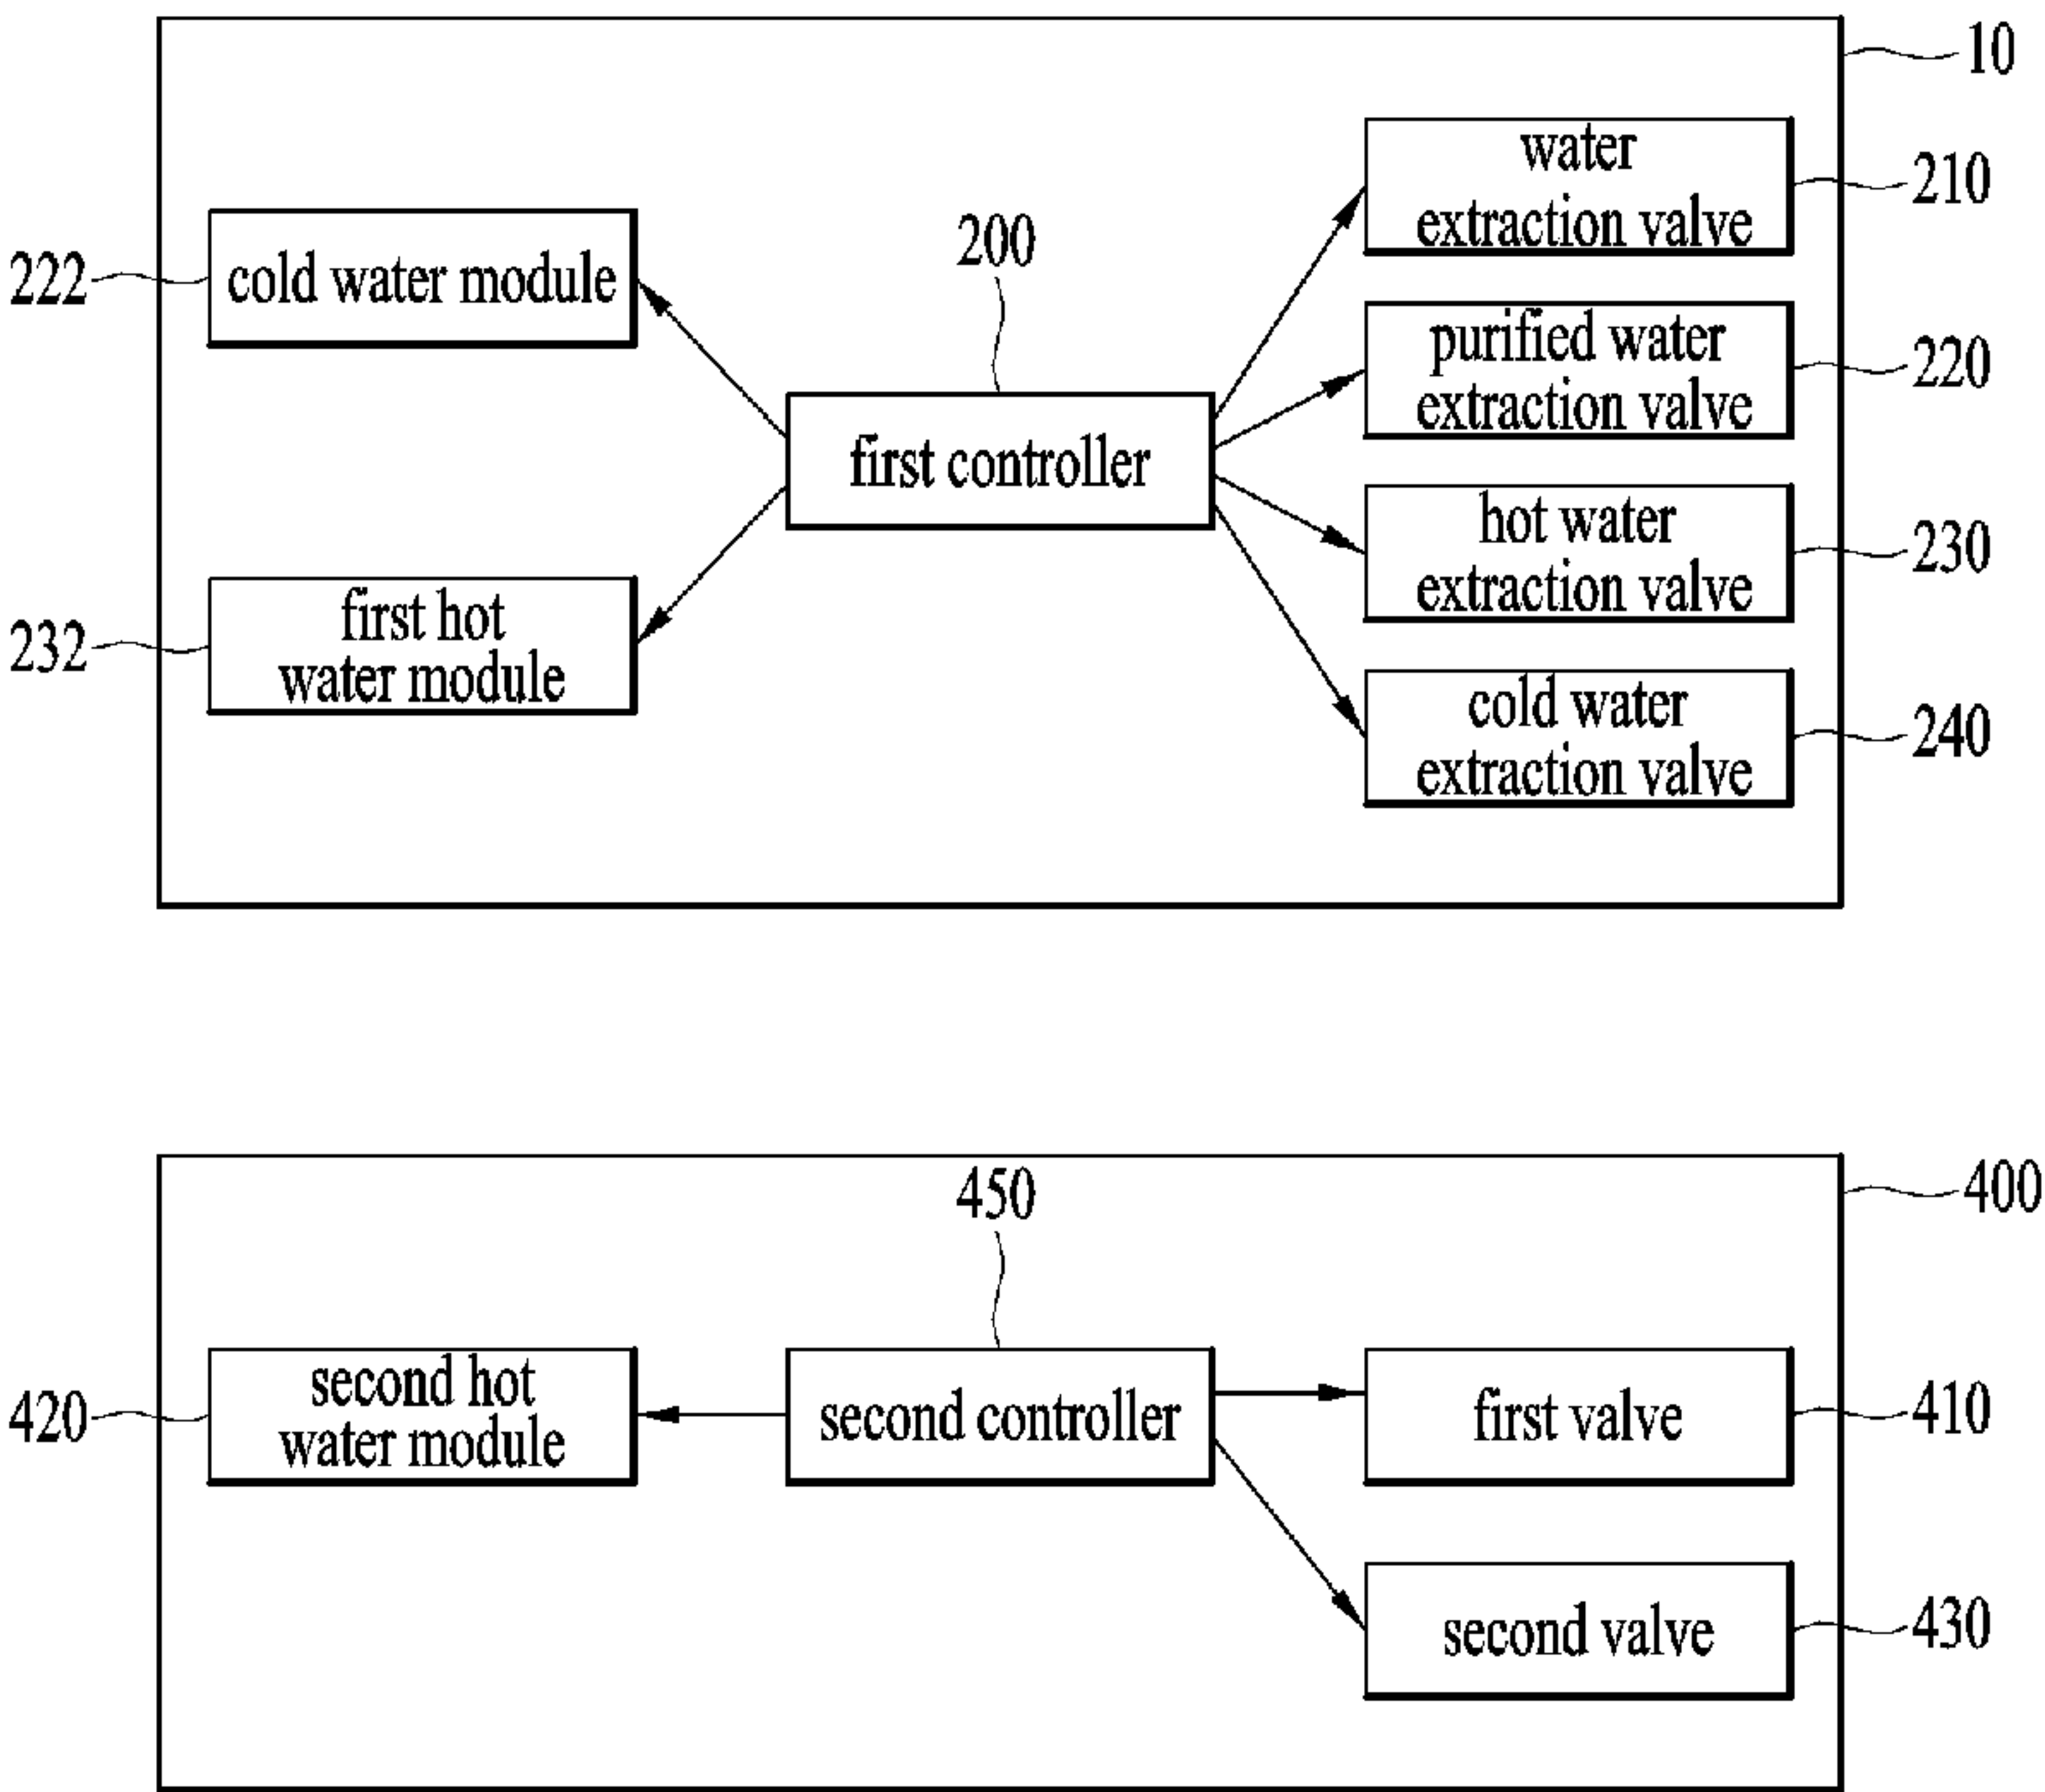 10
water
extraction valve
210
200
222
cold water module
purified water
extraction valve
220
first controller
hot water
extraction valve
230
232
first hot
water module
cold water
extraction valve
240
400
450
420
second hot
water module
second controller
first valve
410
second valve
430